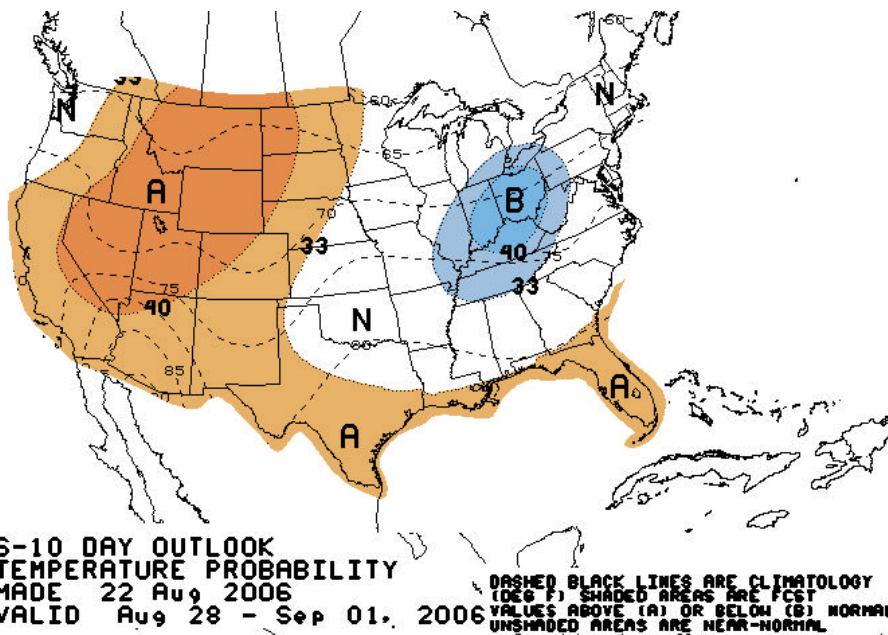 60-
33
N
N
60-
65
A
B
70
33
40
75
40
75
33
N
80
85
A
A
6-10 DAY OUTLOOK
TEMPERATURE PROBABILITY
MADE 22 Aug 2006
VALID Aug 28 - Sep 01, 2006
DASHED BLACK LINES ARE CLIMATOLOGY
(DEG F) SHADED AREAS ARE FCST
VALUES ABOVE (A) OR BELOW (B) NORMAL
UNSHADED AREAS ARE NEAR-NORMAL